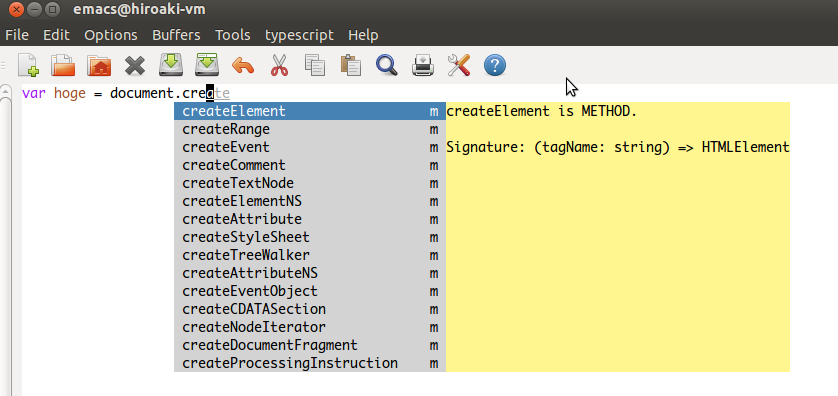 emacs@hiroaki-vm
File Edit Options Buffers Tools typescript Help
var hoge = document.create
createElement m createElement is METHOD.
createRange m
createEvent m Signature: (tagName: string) => HTMLElement
createComment m
createTextNode m
createElementNS m
createAttribute m
createStyleSheet m
createTreeWalker m
createAttributeNS m
createEventObject m
createCDATASection m
createNodeIterator m
createDocumentFragment m
createProcessingInstruction m